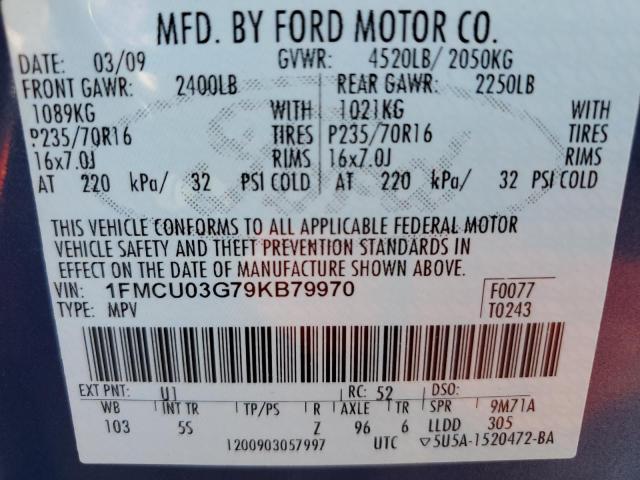 MFD. BY FORD MOTOR CO.
DATE: 03/09 GVWR: 4520LB/ 2050KG
FRONT GAWR: 2400LB REAR GAWR: 2250LB
1089KG WITH 1021KG WITH
P235/70R16 TIRES P235/70R16 TIRES
16x7.0J RIMS 16x7.0J RIMS
AT 220 kPa/ 32 PSI COLD AT 220 kPa/ 32 PSI COLD
THIS VEHICLE CONFORMS TO ALL APPLICABLE FEDERAL MOTOR
VEHICLE SAFETY AND THEFT PREVENTION STANDARDS IN
EFFECT ON THE DATE OF MANUFACTURE SHOWN ABOVE.
VIN: 1FMCU03G79KB79970 F0077
TYPE: MPV T0243
EXT PNT: U1 RC: 52 DSO:
WB INT TR TP/PS R AXLE TR SPR 9M71A
103 5S Z 96 6 LLDD 305
1200903057997 UTC ▽5U5A-1520472-BA